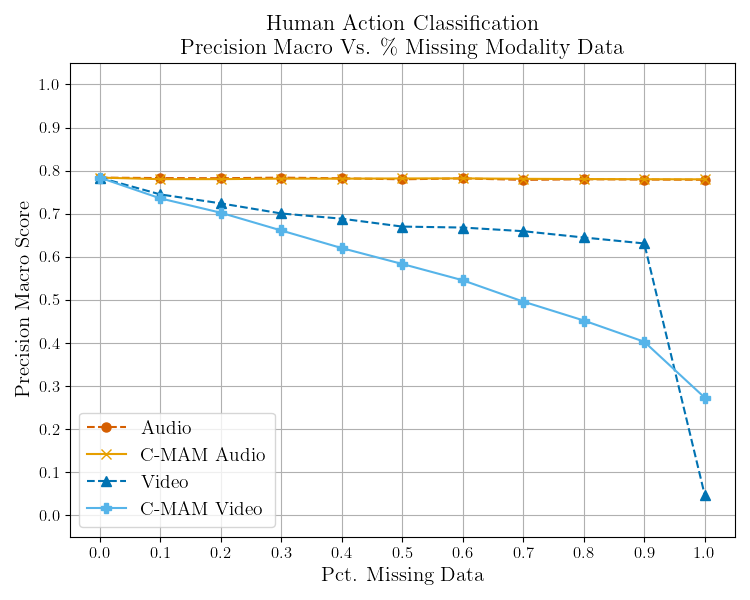 Human Action Classification
Precision Macro Vs. % Missing Modality Data
Precision Macro Score
1.0
0.9
0.8
0.7
0.6
0.5
0.4
0.3
0.2
0.1
0.0
Audio
C-MAM Audio
Video
C-MAM Video
0.0 0.1 0.2 0.3 0.4 0.5 0.6 0.7 0.8 0.9 1.0
Pct. Missing Data